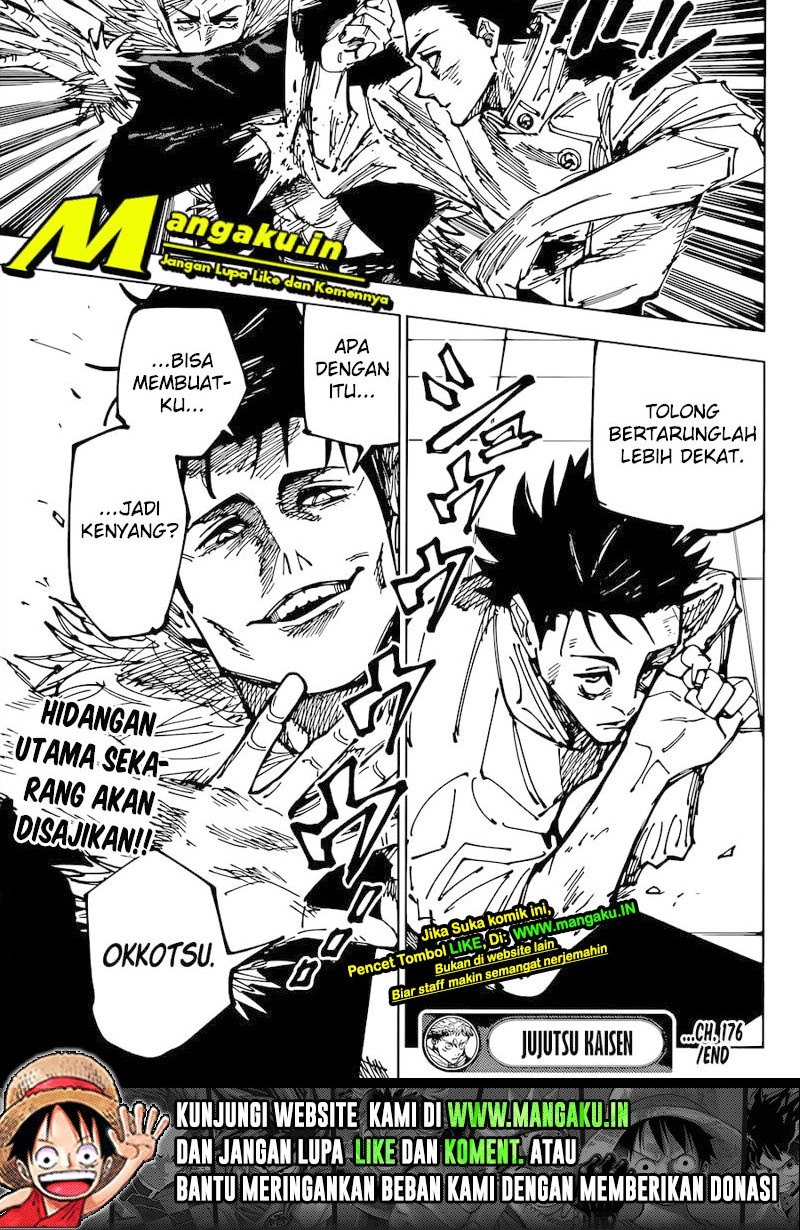 Mangaku.in
Jangan Lupa Like dan Komennya
TOLONG
BERTARUNGLAH
LEBIH DEKAT.
APA
DENGAN
ITU...
...BISA
MEMBUAT-
KU...
...JADI
KENYANG?
HIDANGAN
UTAMA SEKA-
RANG AKAN
DISAJIKAN!!
OKKOTSU.
Jika Suka komik ini,
Pencet Tombol LIKE, Di: WWW.mangaku.IN
Bukan di website lain
Biar staff makin semangat nerjemahin
JUJUTSU KAISEN
...CH. 176
/END
KUNJUNGI WEBSITE KAMI DI WWW.MANGAKU.IN
DAN JANGAN LUPA LIKE DAN KOMENT. ATAU
BANTU MERINGANKAN BEBAN KAMI DENGAN MEMBERIKAN DONASI